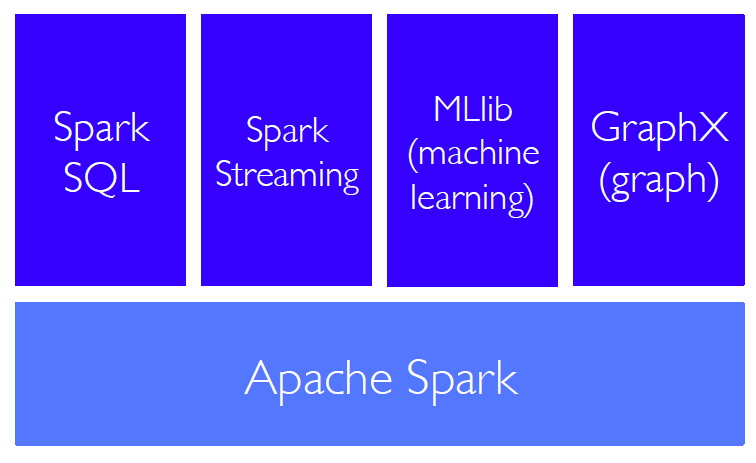 Spark
SQL
Spark
Streaming
MLlib
(machine
learning)
GraphX
(graph)
Apache Spark